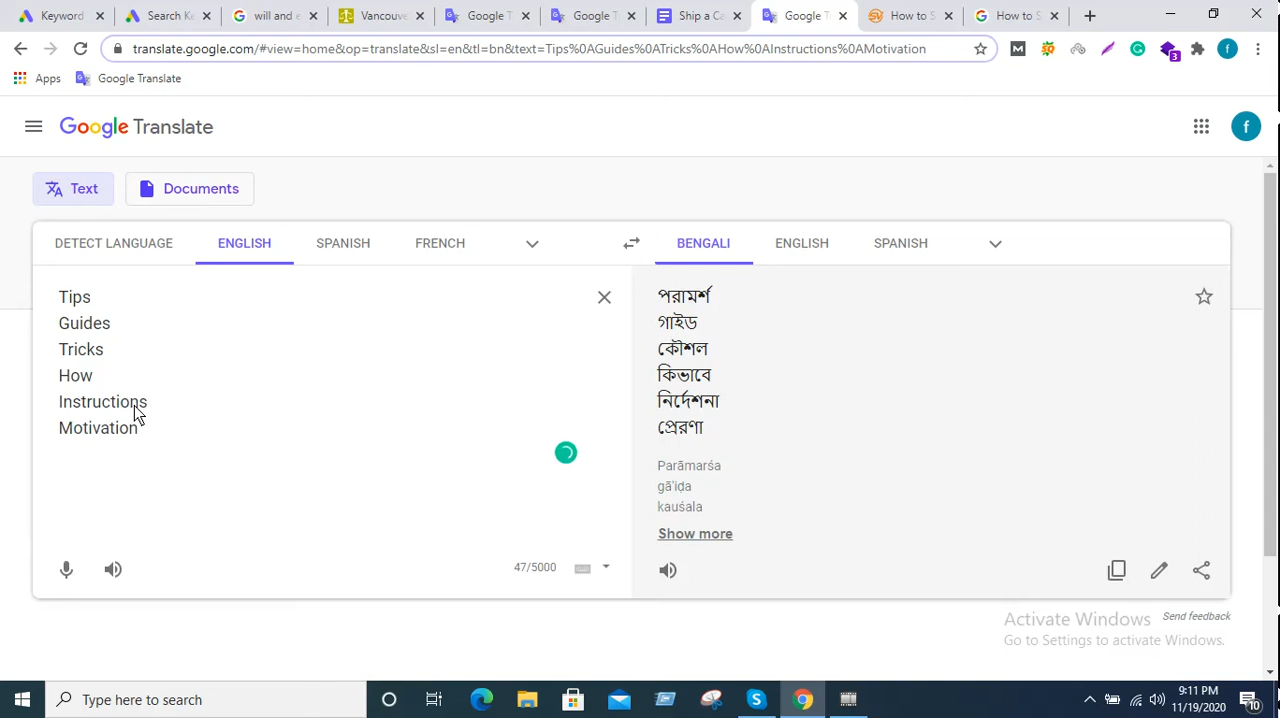 Keyword
Search Ke
will and e
Vancouve
Google T
Google T
Ship a C
Google T
How to S
How to S
translate.google.com/#view=home&op=translate&sl=en&tl=bn&text=Tips%0AGuides%0ATricks%0AHow%0AInstructions%0AMotivation
M
3
f
Apps
Google Translate
Google Translate
f
Text
Documents
DETECT LANGUAGE
ENGLISH
SPANISH
FRENCH
BENGALI
ENGLISH
SPANISH
Tips
Guides
Tricks
How
Instructions
Motivation
পরামর্শ
গাইড
কৌশল
কিভাবে
নির্দেশনা
প্রেরণা
Parāmarśa
gā'iḍa
kauśala
Show more
47/5000
Send feedback
Activate Windows
Go to Settings to activate Windows.
Type here to search
9:11 PM
11/19/2020
10